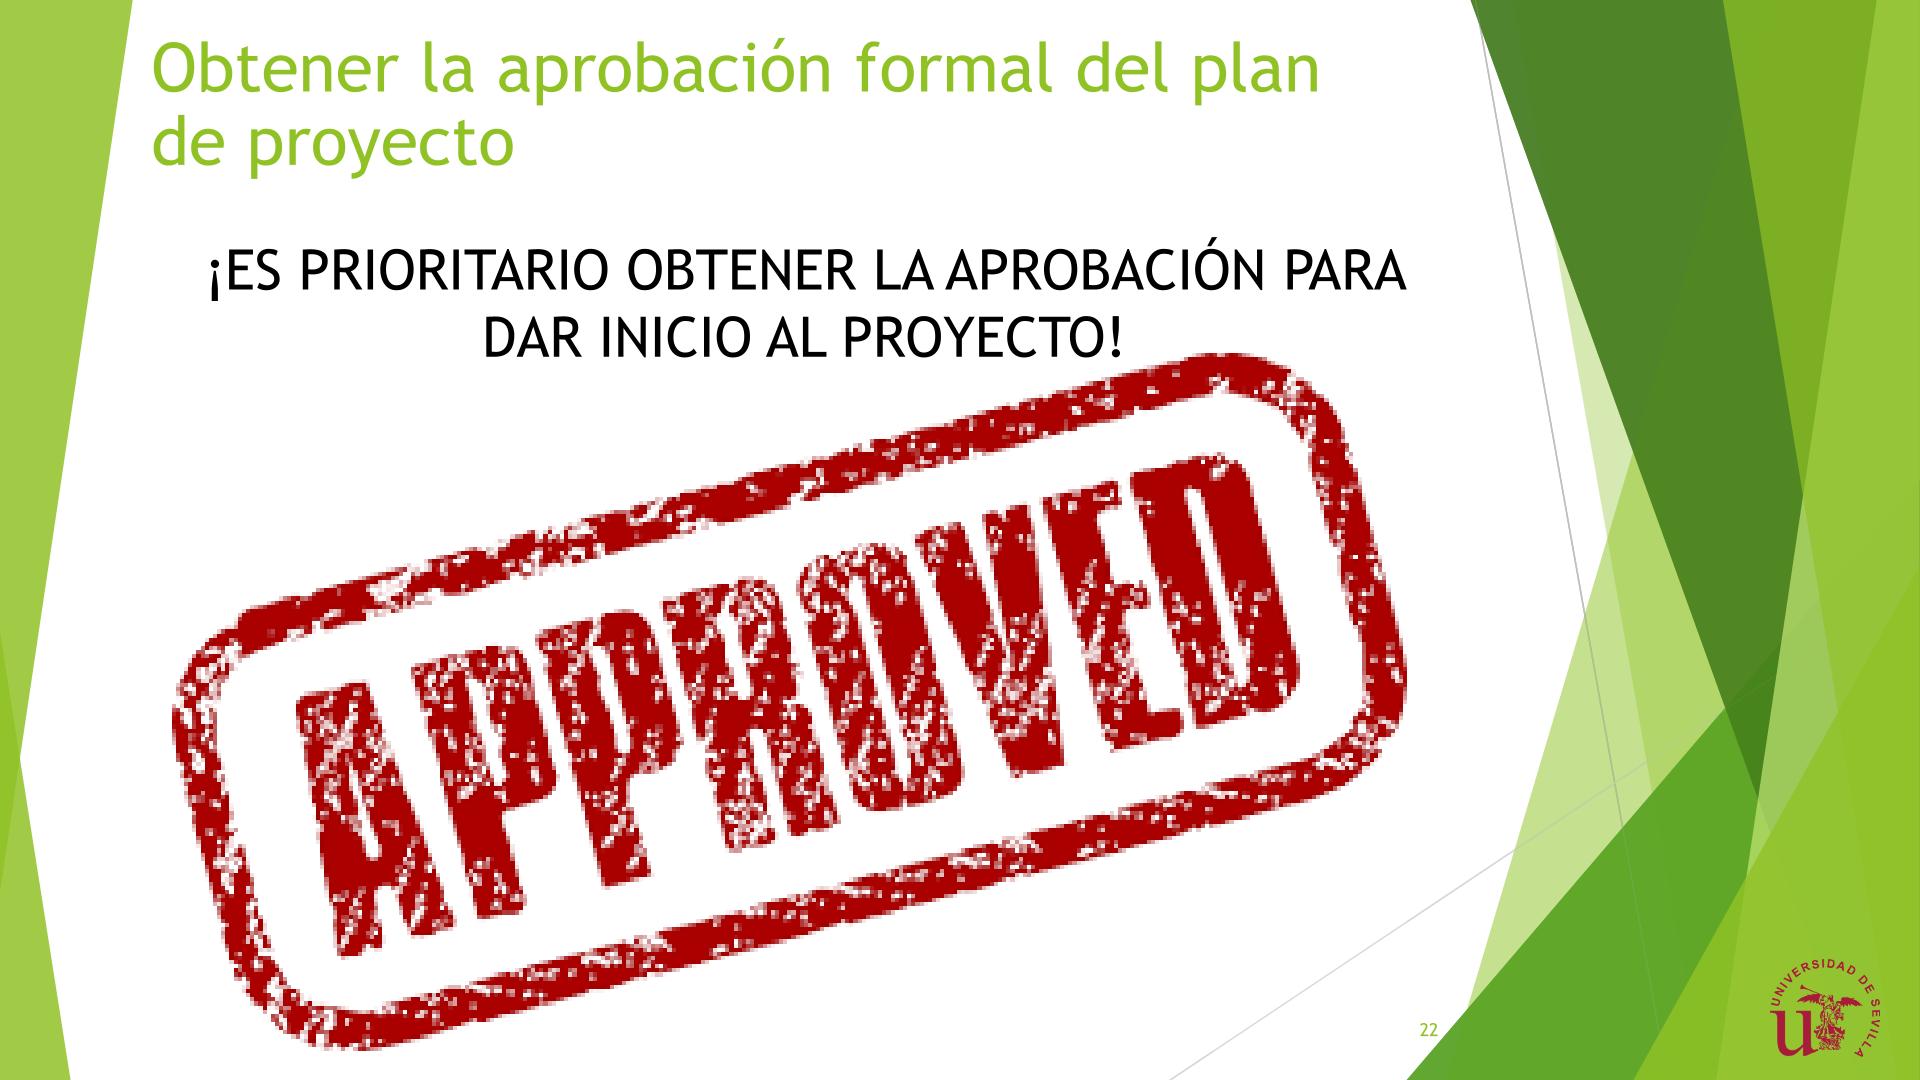 Obtener la aprobación formal del plan
de proyecto
¡ES PRIORITARIO OBTENER LA APROBACIÓN PARA
DAR INICIO AL PROYECTO!
APPROVED
22
UNIVERSIDAD DE SEVILLA
u